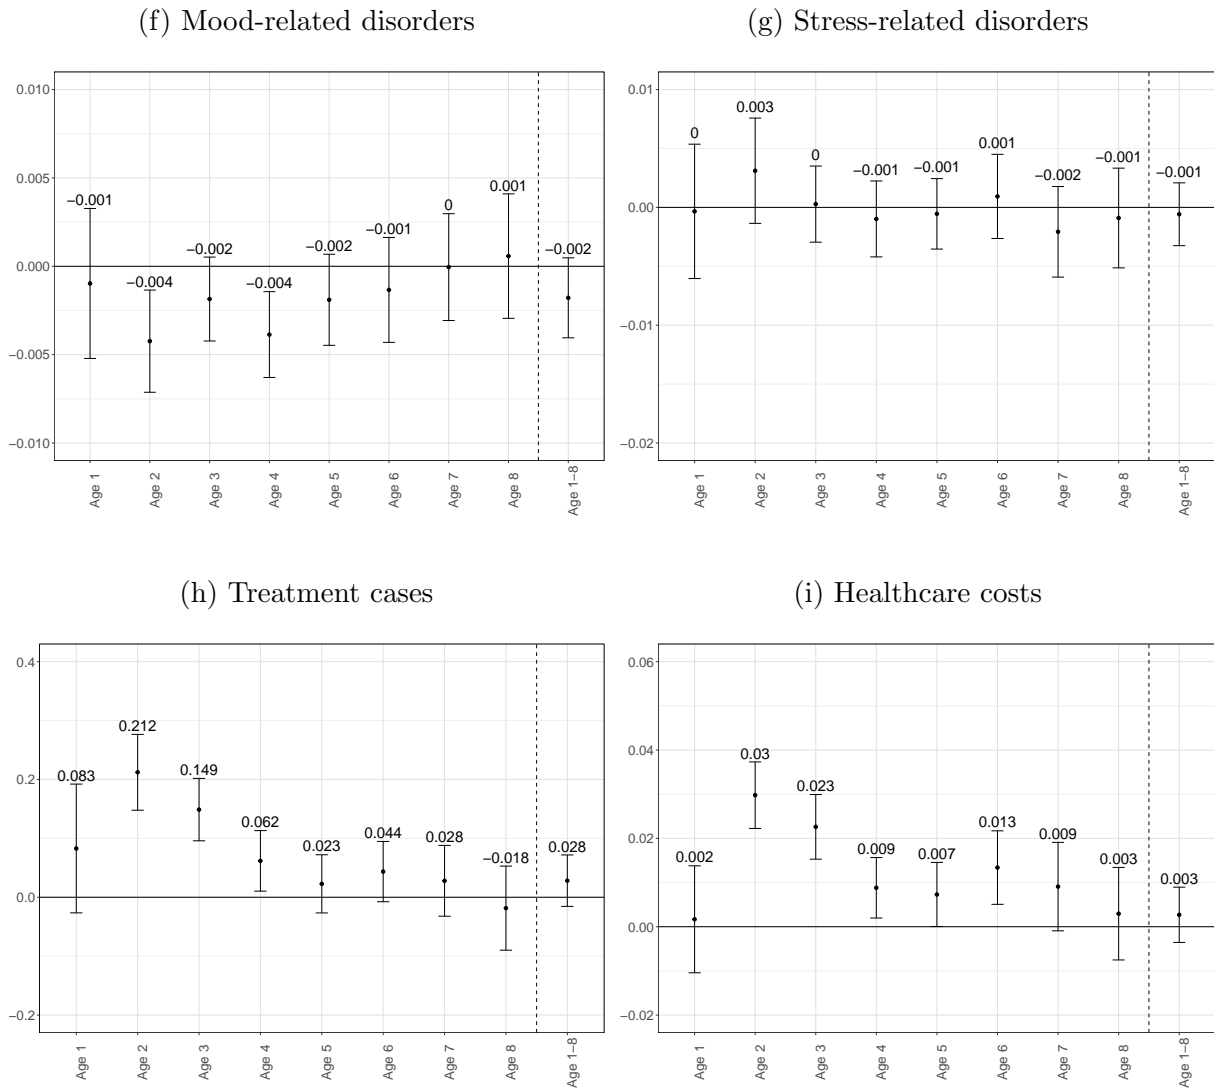 (f) Mood-related disorders
0.010
0.005
0.000
−0.005
−0.010
−0.001
−0.004
−0.002
−0.004
−0.002
−0.001
0
0.001
−0.002
Age 1
Age 2
Age 3
Age 4
Age 5
Age 6
Age 7
Age 8
Age 1−8
(g) Stress-related disorders
0.01
0.00
−0.01
−0.02
0
0.003
0
−0.001
−0.001
0.001
−0.002
−0.001
−0.001
Age 1
Age 2
Age 3
Age 4
Age 5
Age 6
Age 7
Age 8
Age 1−8
(h) Treatment cases
0.4
0.2
0.0
−0.2
0.083
0.212
0.149
0.062
0.023
0.044
0.028
−0.018
0.028
Age 1
Age 2
Age 3
Age 4
Age 5
Age 6
Age 7
Age 8
Age 1−8
(i) Healthcare costs
0.06
0.04
0.02
0.00
−0.02
0.002
0.03
0.023
0.009
0.007
0.013
0.009
0.003
0.003
Age 1
Age 2
Age 3
Age 4
Age 5
Age 6
Age 7
Age 8
Age 1−8